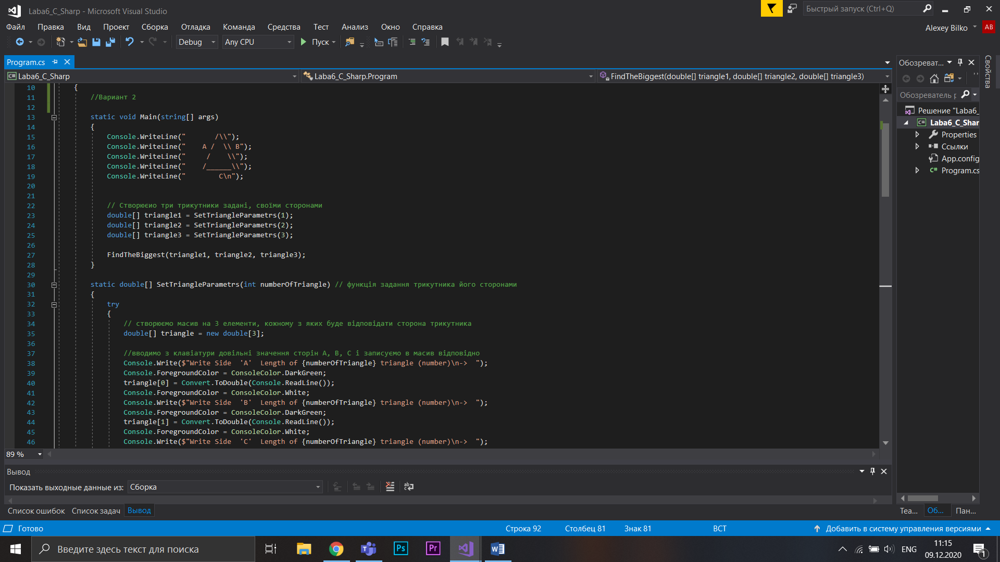 Laba6_C_Sharp - Microsoft Visual Studio
Быстрый запуск (Ctrl+Q)
Файл Правка Вид Проект Сборка Отладка Команда Средства Тест Анализ Окно Справка
Alexey Bilko AB
Debug Any CPU Пуск
Program.cs
Laba6_C_Sharp Laba6_C_Sharp.Program FindTheBiggest(double[] triangle1, double[] triangle2, double[] triangle3)
10 {
11 //Вариант 2
12
13 static void Main(string[] args)
14 {
15 Console.WriteLine("       /\\");
16 Console.WriteLine("    A /  \\ B");
17 Console.WriteLine("     /    \\");
18 Console.WriteLine("    /______\\");
19 Console.WriteLine("        C\n");
20
21
22 // Створюєио три трикутники задані, своїми сторонами
23 double[] triangle1 = SetTriangleParametrs(1);
24 double[] triangle2 = SetTriangleParametrs(2);
25 double[] triangle3 = SetTriangleParametrs(3);
26
27 FindTheBiggest(triangle1, triangle2, triangle3);
28 }
29
30 static double[] SetTriangleParametrs(int numberOfTriangle) // функція задання трикутника його сторонами
31 {
32 try
33 {
34 // створюємо масив на 3 елементи, кожному з яких буде відповідати сторона трикутника
35 double[] triangle = new double[3];
36
37 //вводимо з клавіатури довільні значення сторін А, В, С і записуємо в масив відповідно
38 Console.Write($"Write Side  'A'  Length of {numberOfTriangle} triangle (number)\n->  ");
39 Console.ForegroundColor = ConsoleColor.DarkGreen;
40 triangle[0] = Convert.ToDouble(Console.ReadLine());
41 Console.ForegroundColor = ConsoleColor.White;
42 Console.Write($"Write Side  'B'  Length of {numberOfTriangle} triangle (number)\n->  ");
43 Console.ForegroundColor = ConsoleColor.DarkGreen;
44 triangle[1] = Convert.ToDouble(Console.ReadLine());
45 Console.ForegroundColor = ConsoleColor.White;
46 Console.Write($"Write Side  'C'  Length of {numberOfTriangle} triangle (number)\n->  ");
89 %
Обозреват...
Обозреватель р
Решение "Laba6_
Laba6_C_Shar
Properties
Ссылки
App.config
Program.cs
Свойства
Вывод
Показать выходные данные из: Сборка
Список ошибок Список задач Вывод
Tea... Об... Пан...
Готово Строка 92 Столбец 81 Знак 81 ВСТ Добавить в систему управления версиями
Введите здесь текст для поиска
Ps Pr
ENG
11:15
09.12.2020
1